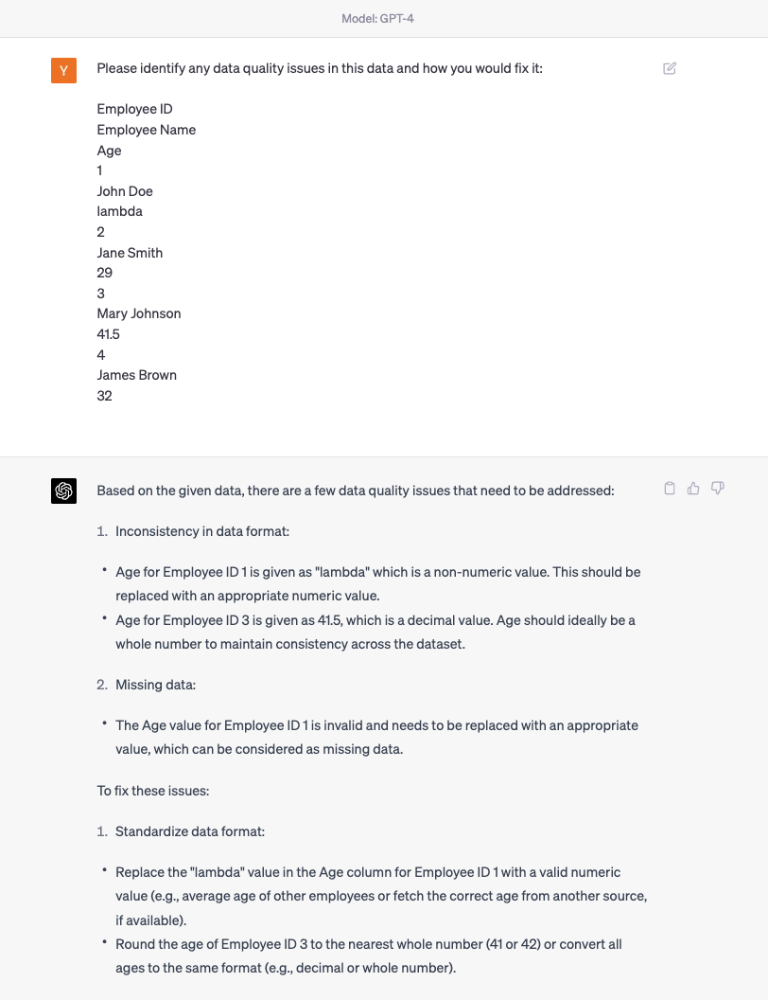 Model: GPT-4
Y
Please identify any data quality issues in this data and how you would fix it:
Employee ID
Employee Name
Age
1
John Doe
lambda
2
Jane Smith
29
3
Mary Johnson
41.5
4
James Brown
32
Based on the given data, there are a few data quality issues that need to be addressed:
1. Inconsistency in data format:
• Age for Employee ID 1 is given as "lambda" which is a non-numeric value. This should be
replaced with an appropriate numeric value.
• Age for Employee ID 3 is given as 41.5, which is a decimal value. Age should ideally be a
whole number to maintain consistency across the dataset.
2. Missing data:
• The Age value for Employee ID 1 is invalid and needs to be replaced with an appropriate
value, which can be considered as missing data.
To fix these issues:
1. Standardize data format:
• Replace the "lambda" value in the Age column for Employee ID 1 with a valid numeric
value (e.g., average age of other employees or fetch the correct age from another source,
if available).
• Round the age of Employee ID 3 to the nearest whole number (41 or 42) or convert all
ages to the same format (e.g., decimal or whole number).